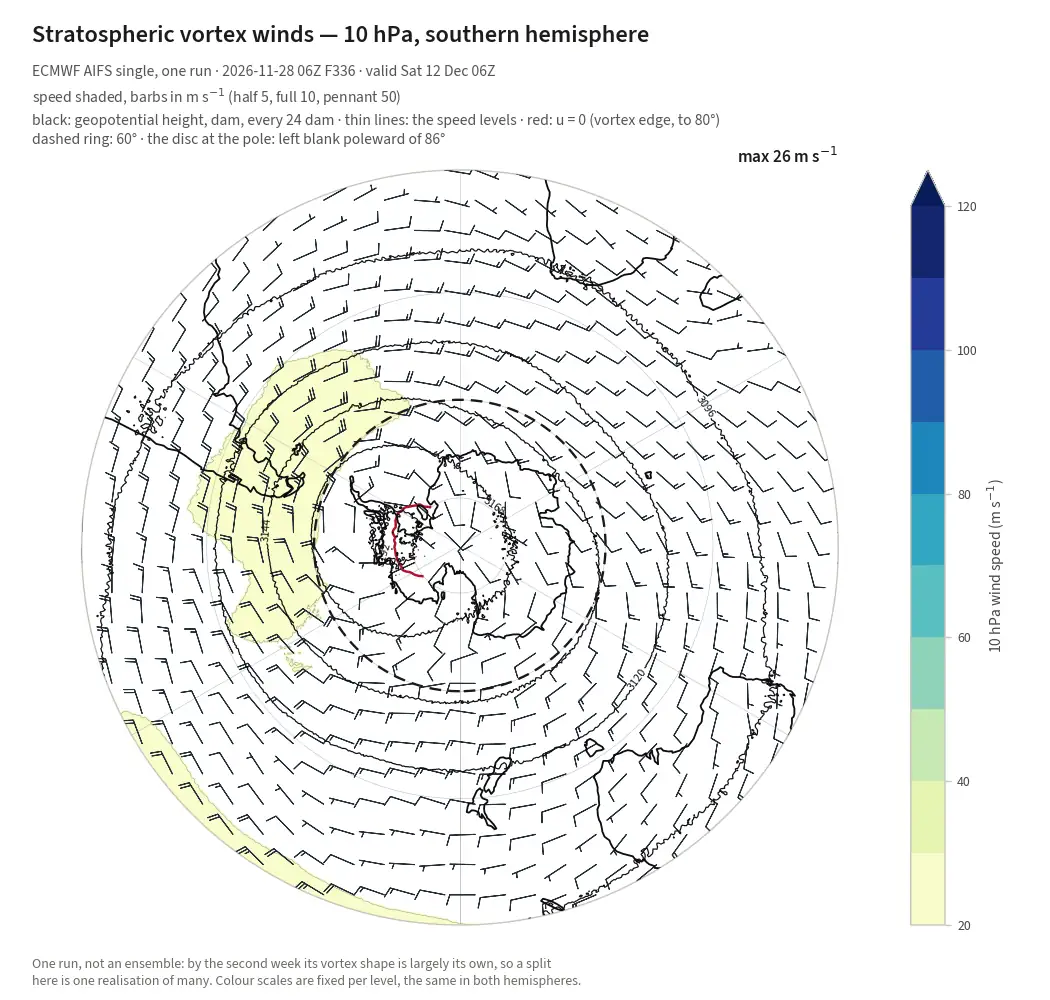 Stratospheric vortex winds — 10 hPa, southern hemisphere
ECMWF AIFS single, one run · 2026-11-28 06Z F336 · valid Sat 12 Dec 06Z
speed shaded, barbs in m s⁻¹ (half 5, full 10, pennant 50)
black: geopotential height, dam, every 24 dam · thin lines: the speed levels · red: u = 0 (vortex edge, to 80°)
dashed ring: 60° · the disc at the pole: left blank poleward of 86°
max 26 m s⁻¹
120
100
80
60
40
20
10 hPa wind speed (m s⁻¹)
3096
3144
3120
One run, not an ensemble: by the second week its vortex shape is largely its own, so a split
here is one realisation of many. Colour scales are fixed per level, the same in both hemispheres.